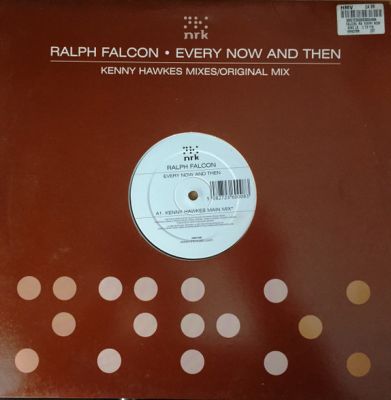 nrk
HMV
RALPH FALCON • EVERY NOW AND THEN
KENNY HAWKES MIXES/ORIGINAL MIX
nrk
RALPH FALCON
EVERY NOW AND THEN
A1. KENNY HAWKES MAIN MIX*